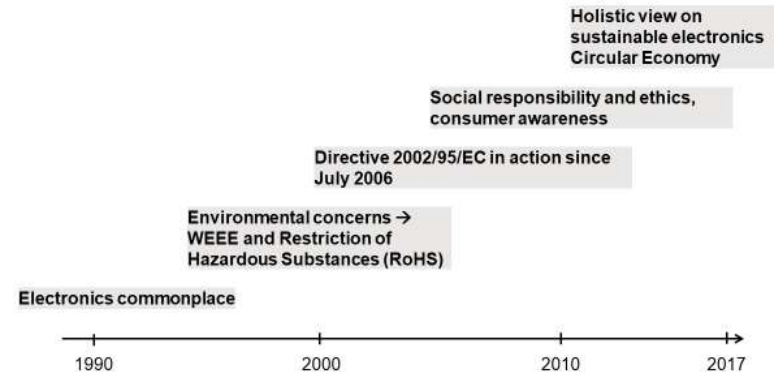 Holistic view on
sustainable electronics
Circular Economy
Social responsibility and ethics,
consumer awareness
Directive 2002/95/EC in action since
July 2006
Environmental concerns →
WEEE and Restriction of
Hazardous Substances (RoHS)
Electronics commonplace
1990 2000 2010 2017